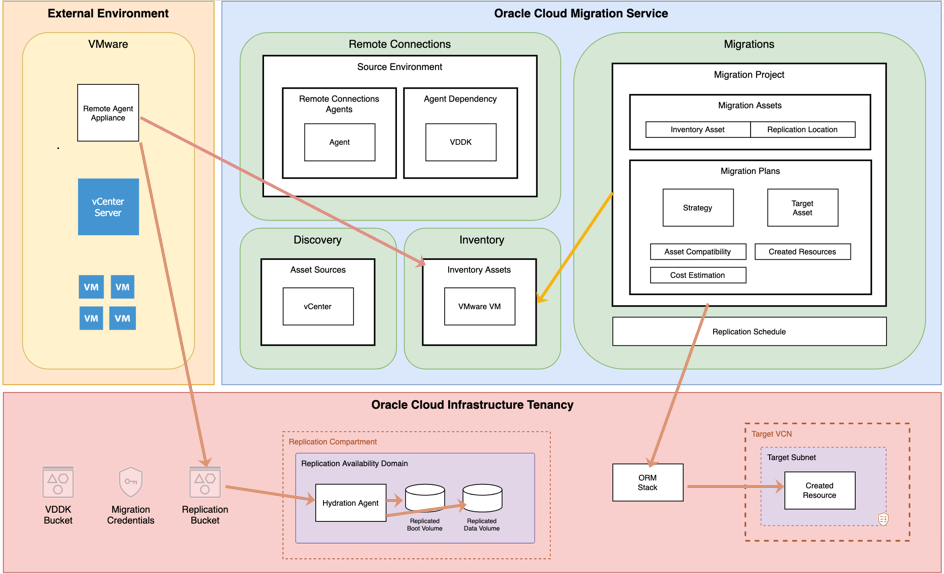 External Environment
VMware
Remote Agent
Appliance
vCenter
Server
VM
VM
VM
VM
Oracle Cloud Migration Service
Remote Connections
Source Environment
Remote Connections
Agents
Agent
Agent Dependency
VDDK
Discovery
Asset Sources
vCenter
Inventory
Inventory Assets
VMware VM
Migrations
Migration Project
Migration Assets
Inventory Asset
Replication Location
Migration Plans
Strategy
Target
Asset
Asset Compatibility
Created Resources
Cost Estimation
Replication Schedule
Oracle Cloud Infrastructure Tenancy
VDDK
Bucket
Migration
Credentials
Replication
Bucket
Replication Compartment
Replication Availability Domain
Hydration Agent
Replicated
Boot Volume
Replicated
Data Volume
ORM
Stack
Target VCN
Target Subnet
Created
Resource